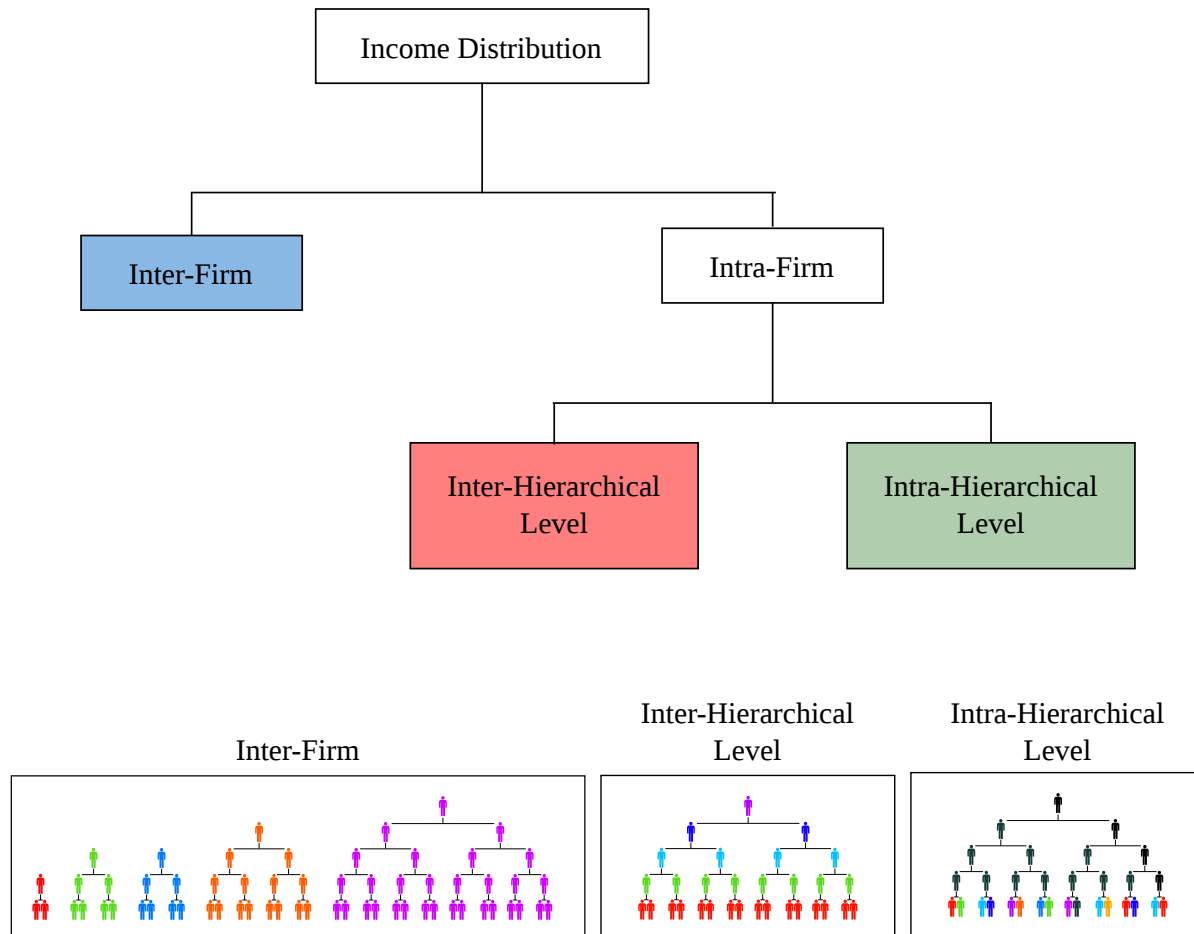 Income Distribution
Inter-Firm
Intra-Firm
Inter-Hierarchical
Level
Intra-Hierarchical
Level
Inter-Firm
Inter-Hierarchical
Level
Intra-Hierarchical
Level